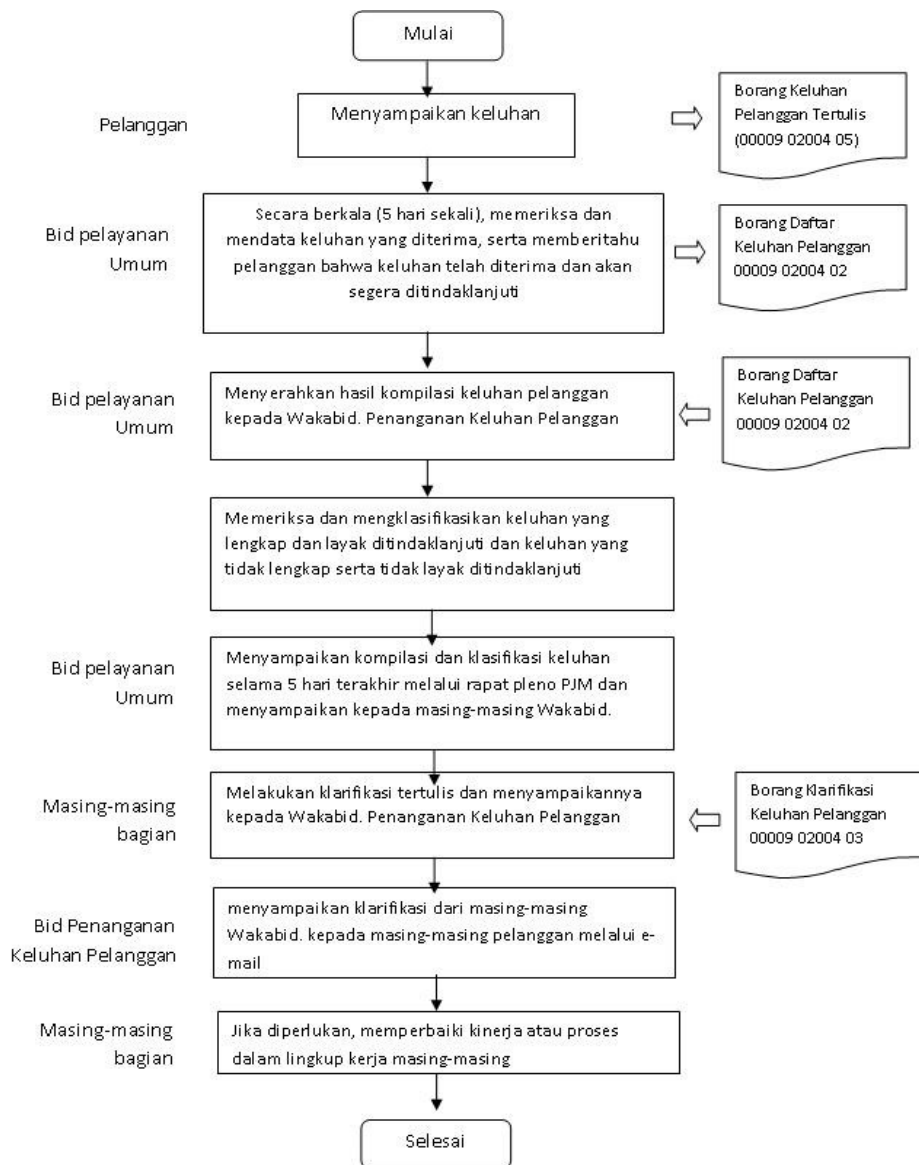 Mulai
Pelanggan
Menyampaikan keluhan
Borang Keluhan
Pelanggan Tertulis
(00009 02004 05)
Bid pelayanan
Umum
Secara berkala (5 hari sekali), memeriksa dan
mendata keluhan yang diterima, serta memberitahu
pelanggan bahwa keluhan telah diterima dan akan
segera ditindaklanjuti
Borang Daftar
Keluhan Pelanggan
00009 02004 02
Bid pelayanan
Umum
Menyerahkan hasil kompilasi keluhan pelanggan
kepada Wakabid. Penanganan Keluhan Pelanggan
Borang Daftar
Keluhan Pelanggan
00009 02004 02
Memeriksa dan mengklasifikasikan keluhan yang
lengkap dan layak ditindaklanjuti dan keluhan yang
tidak lengkap serta tidak layak ditindaklanjuti
Bid pelayanan
Umum
Menyampaikan kompilasi dan klasifikasi keluhan
selama 5 hari terakhir melalui rapat pleno PJM dan
menyampaikan kepada masing-masing Wakabid.
Masing-masing
bagian
Melakukan klarifikasi tertulis dan menyampaikannya
kepada Wakabid. Penanganan Keluhan Pelanggan
Borang Klarifikasi
Keluhan Pelanggan
00009 02004 03
Bid Penanganan
Keluhan Pelanggan
menyampaikan klarifikasi dari masing-masing
Wakabid. kepada masing-masing pelanggan melalui e-
mail
Masing-masing
bagian
Jika diperlukan, memperbaiki kinerja atau proses
dalam lingkup kerja masing-masing
Selesai